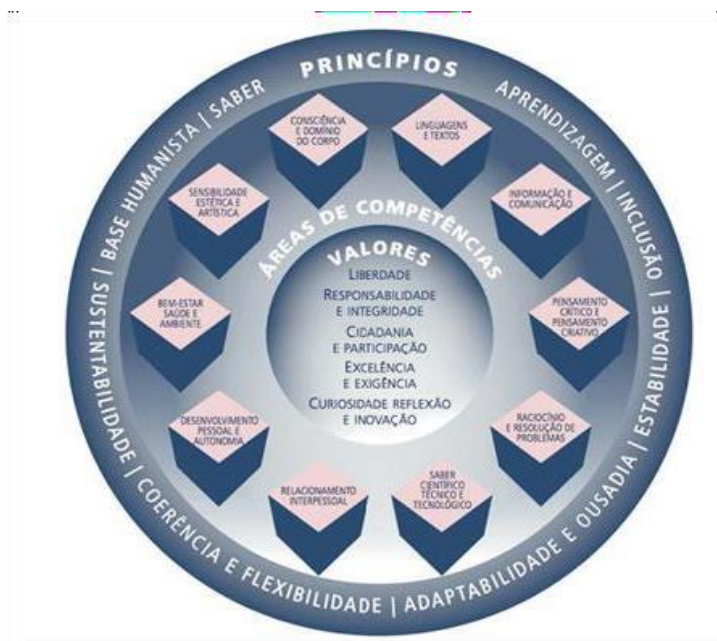 PRINCÍPIOS
APRENDIZAGEM | INCLUSÃO | ESTABILIDADE | ADAPTABILIDADE E OUSADIA | COERÊNCIA E FLEXIBILIDADE | SUSTENTABILIDADE | BASE HUMANISTA | SABER
ÁREAS DE COMPETÊNCIAS
LINGUAGENS
E TEXTOS
INFORMAÇÃO E
COMUNICAÇÃO
PENSAMENTO
CRÍTICO E
PENSAMENTO
CRIATIVO
RACIOCÍNIO
E RESOLUÇÃO DE
PROBLEMAS
SABER
CIENTÍFICO
TÉCNICO E
TECNOLÓGICO
RELACIONAMENTO
INTERPESSOAL
DESENVOLVIMENTO
PESSOAL E
AUTONOMIA
BEM-ESTAR
SAÚDE E
AMBIENTE
SENSIBILIDADE
ESTÉTICA E
ARTÍSTICA
CONSCIÊNCIA
E DOMÍNIO
DO CORPO
VALORES
LIBERDADE
RESPONSABILIDADE
E INTEGRIDADE
CIDADANIA
E PARTICIPAÇÃO
EXCELÊNCIA
E EXIGÊNCIA
CURIOSIDADE REFLEXÃO
E INOVAÇÃO